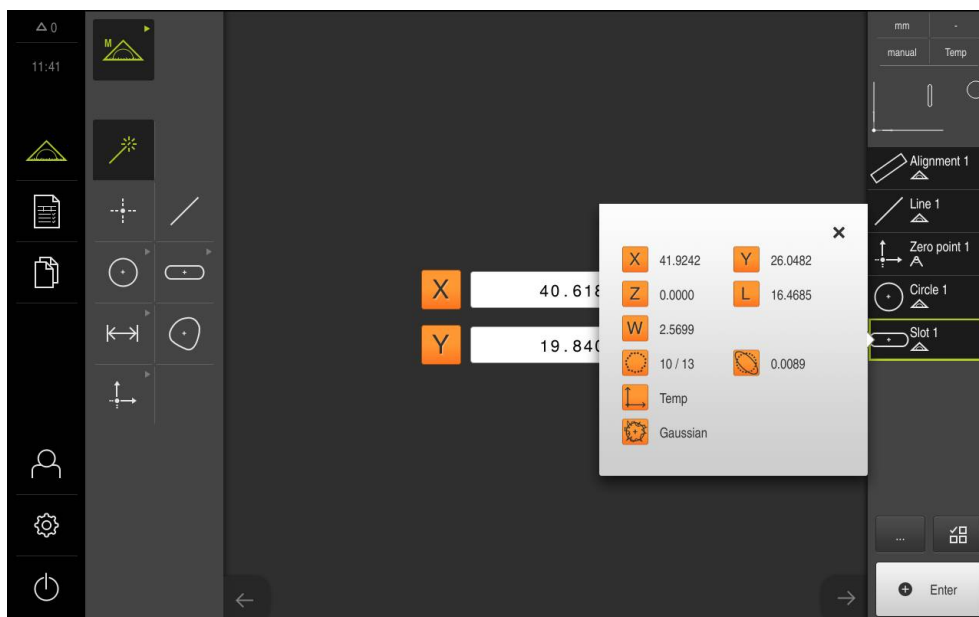 0
11:41
M
mm -
manual Temp
X 40.618
Y 19.840
X 41.9242 Y 26.0482
Z 0.0000 L 16.4685
W 2.5699
10 / 13 0.0089
Temp
Gaussian
Alignment 1
Line 1
Zero point 1
Circle 1
Slot 1
...
Enter